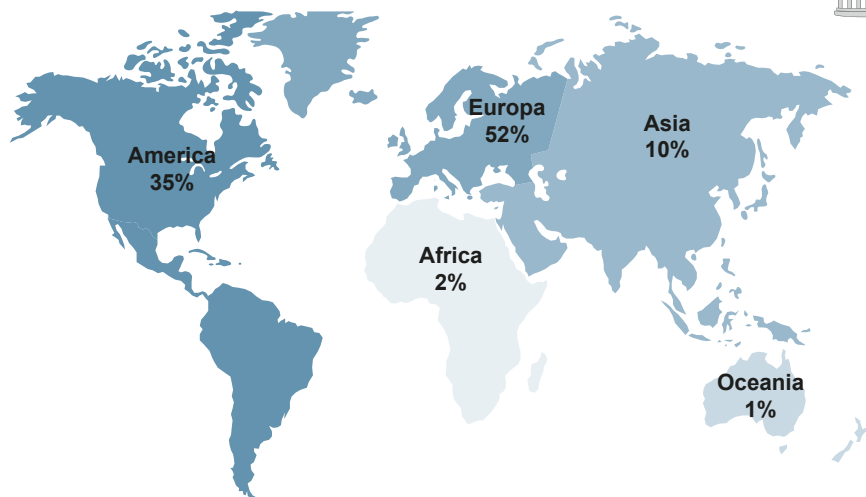 Europa
52%
Asia
10%
America
35%
Africa
2%
Oceania
1%